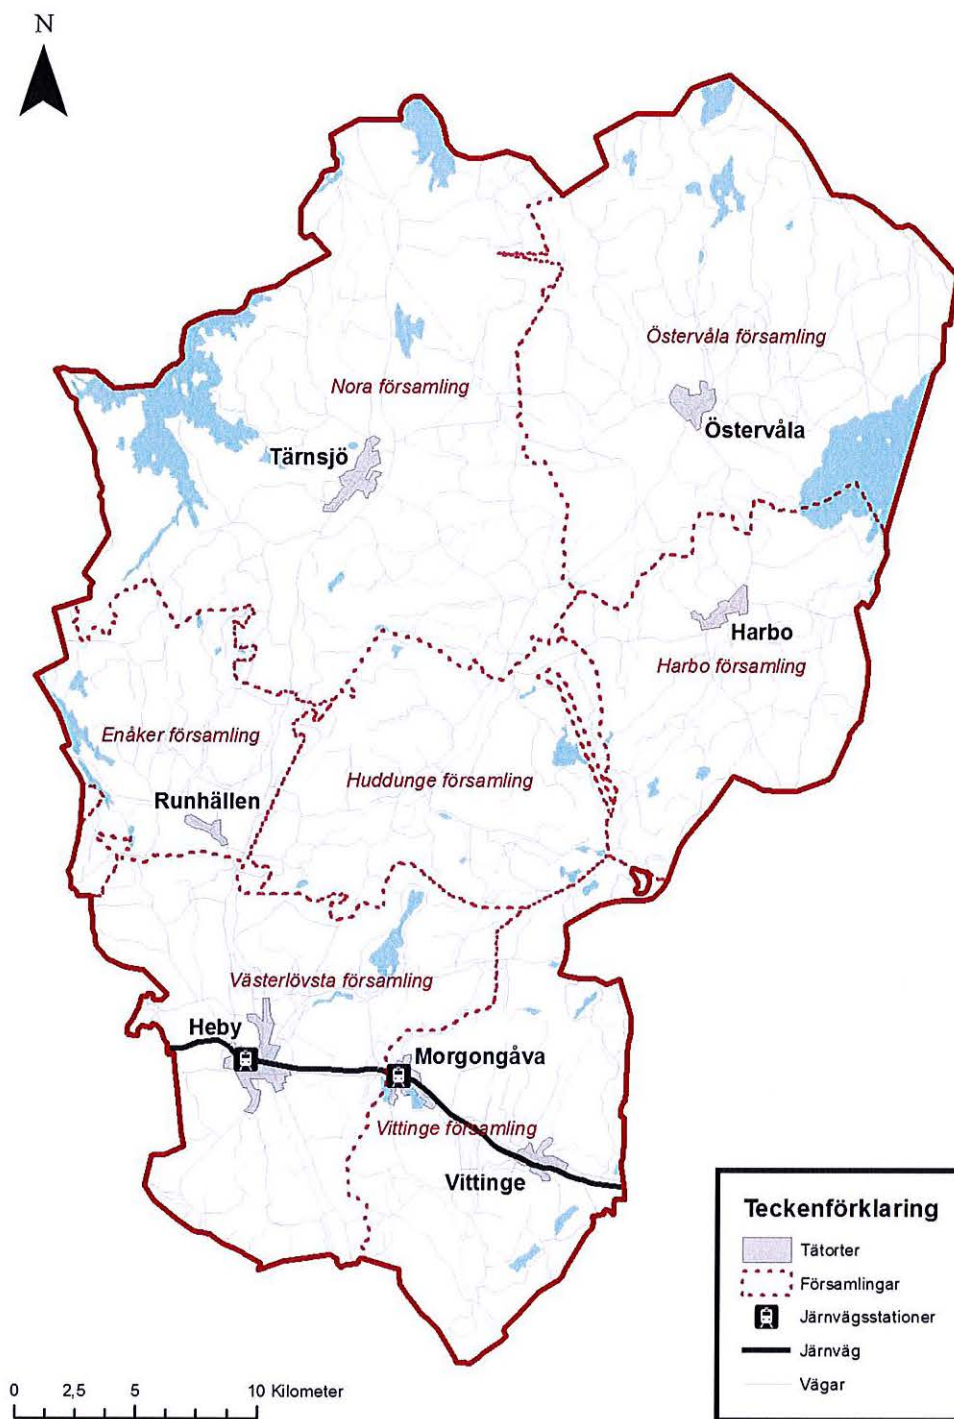 N
Östervåla församling
Nora församling
Östervåla
Tärnsjö
Harbo
Harbo församling
Enåker församling
Huddunge församling
Runhällen
Västerlövsta församling
Heby
Morgongåva
Vittinge församling
Vittinge
Teckenförklaring
Tätorter
Församlingar
Järnvägsstationer
Järnväg
Vägar
0 2,5 5 10 Kilometer